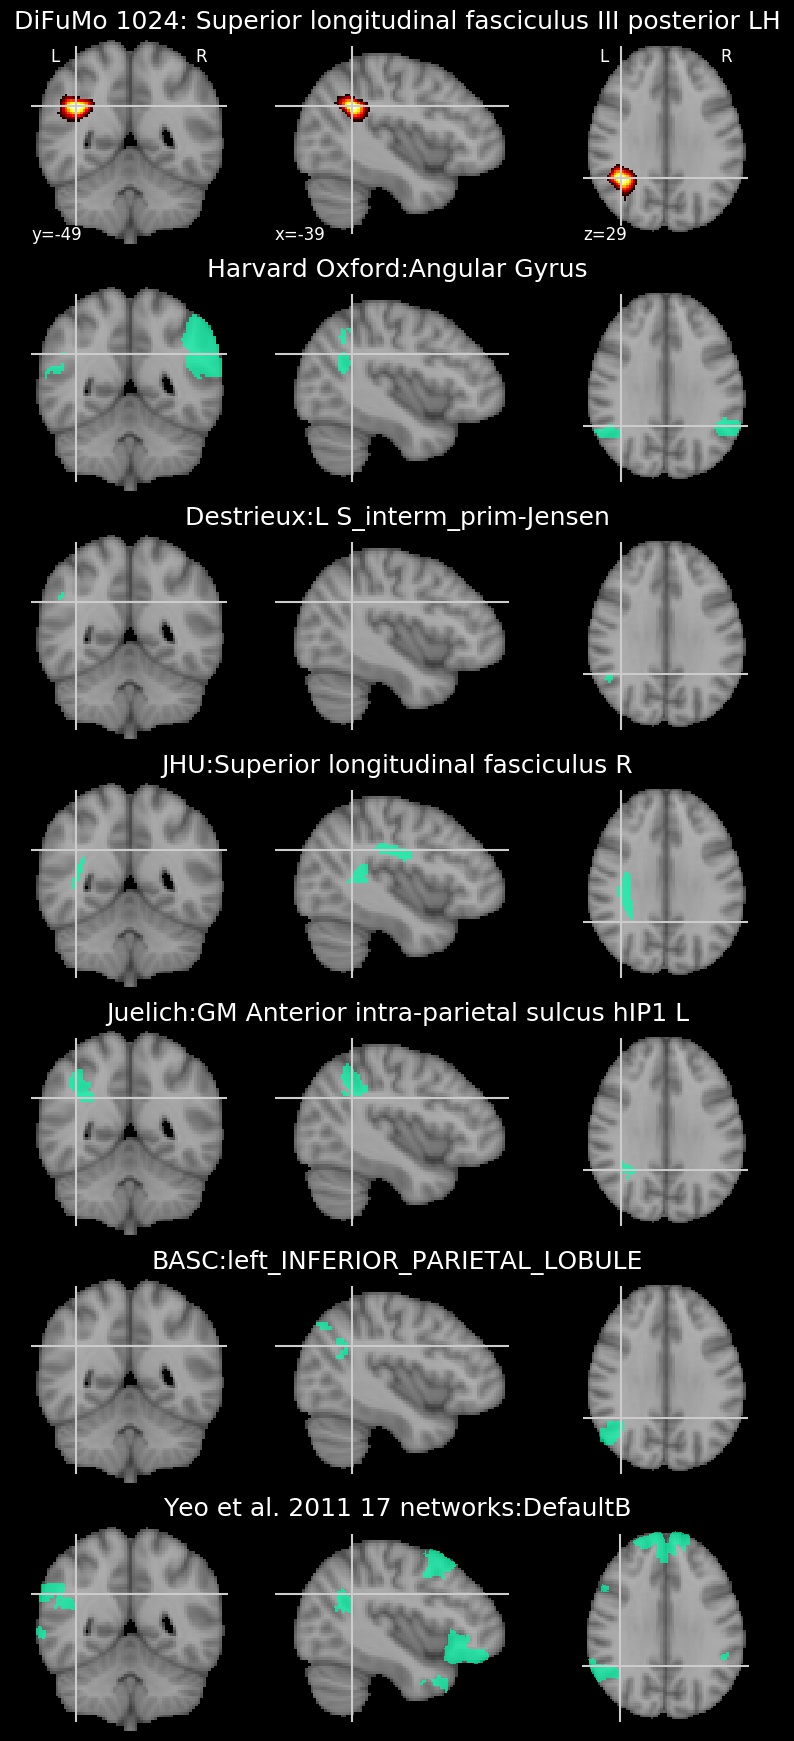 DiFuMo 1024: Superior longitudinal fasciculus III posterior LH
L R L R
y=-49 x=-39 z=29
Harvard Oxford:Angular Gyrus
Destrieux:L S_interm_prim-Jensen
JHU:Superior longitudinal fasciculus R
Juelich:GM Anterior intra-parietal sulcus hIP1 L
BASC:left_INFERIOR_PARIETAL_LOBULE
Yeo et al. 2011 17 networks:DefaultB